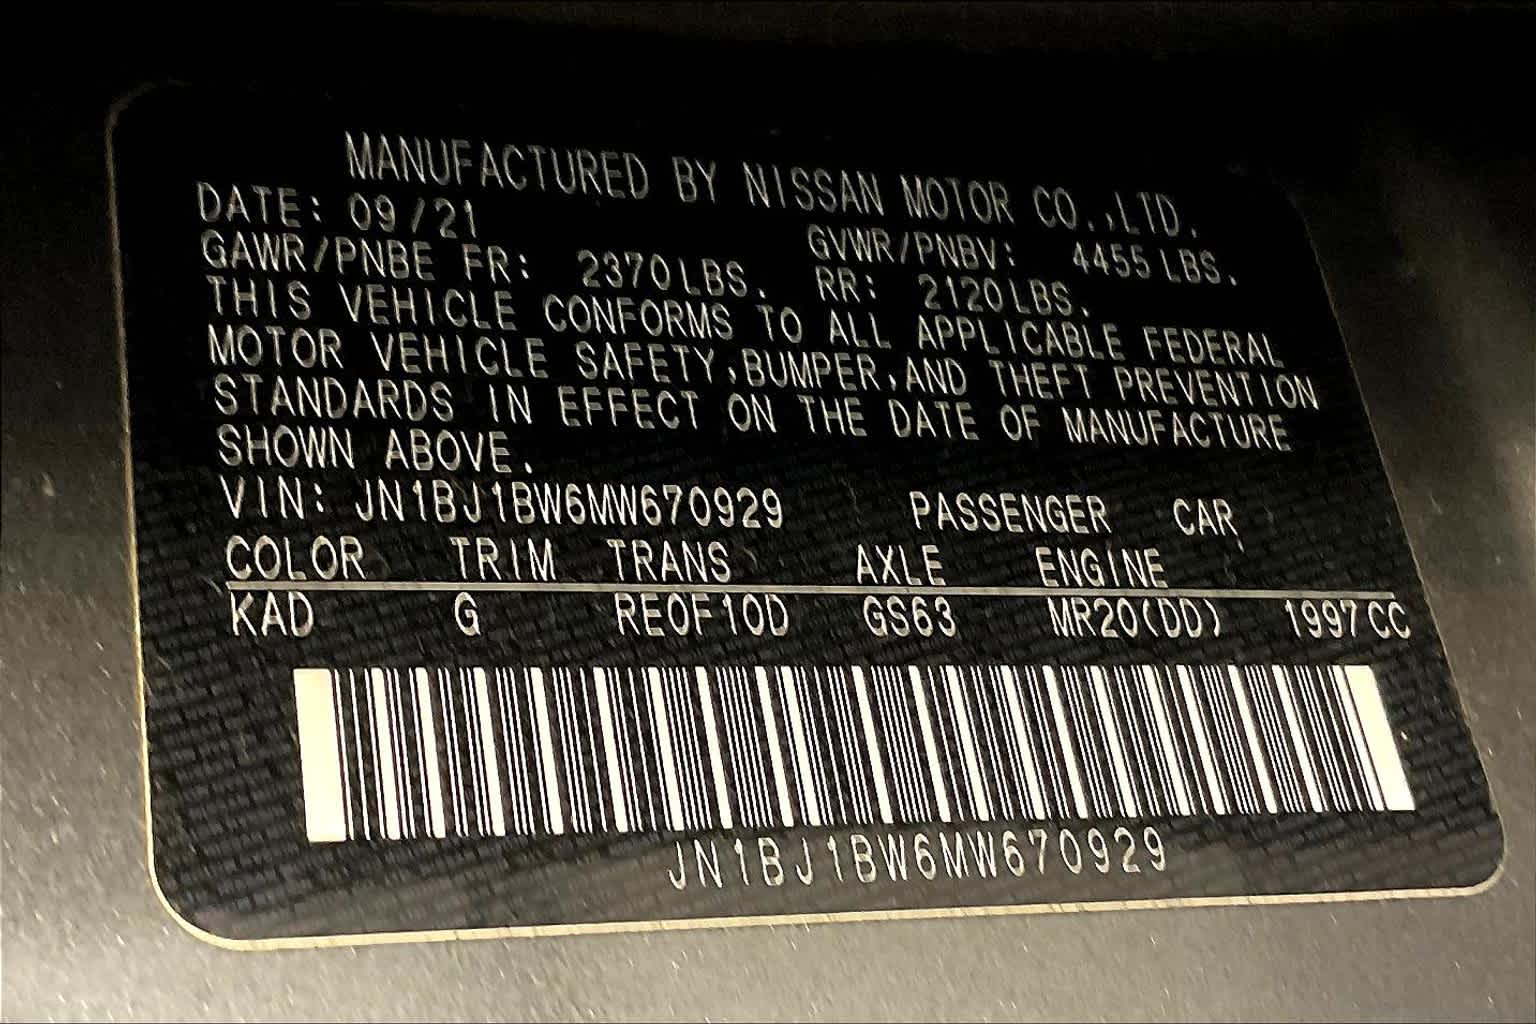 MANUFACTURED BY NISSAN MOTOR CO.,LTD.
DATE: 09/21 GVWR/PNBV: 4455 LBS.
GAWR/PNBE FR: 2370LBS. RR: 2120LBS.
THIS VEHICLE CONFORMS TO ALL APPLICABLE FEDERAL
MOTOR VEHICLE SAFETY,BUMPER,AND THEFT PREVENTION
STANDARDS IN EFFECT ON THE DATE OF MANUFACTURE
SHOWN ABOVE.
VIN: JN1BJ1BW6MW670929 PASSENGER CAR
COLOR TRIM TRANS AXLE ENGINE
KAD G RE0F10D GS63 MR20(DD) 1997CC
JN1BJ1BW6MW670929